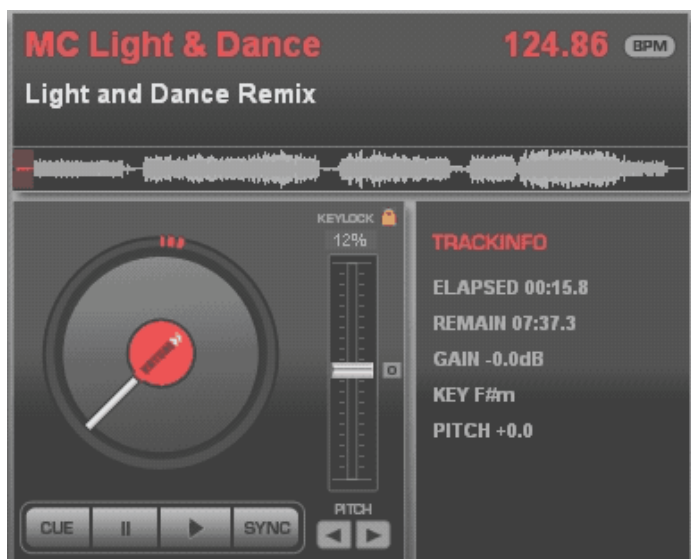 MC Light & Dance 124.86 BPM
Light and Dance Remix
KEYLOCK
12%
TRACKINFO
ELAPSED 00:15.8
REMAIN 07:37.3
GAIN -0.0dB
KEY F#m
PITCH +0.0
CUE SYNC
PITCH